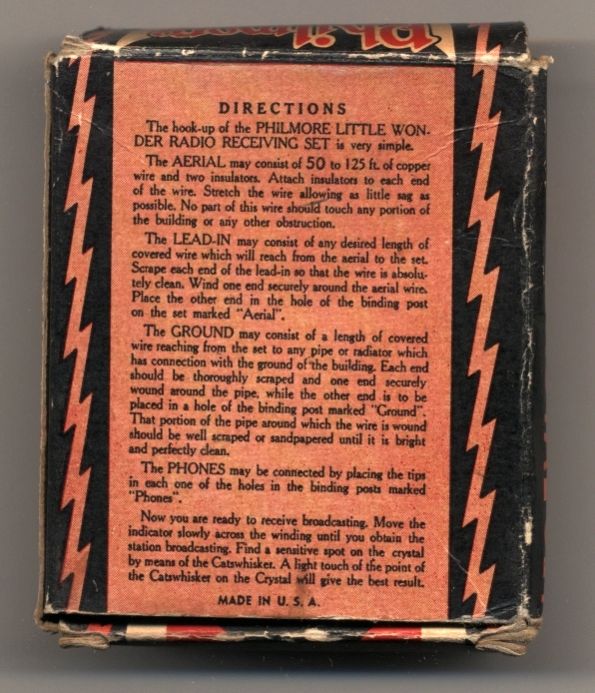 Philmore
DIRECTIONS
The hook-up of the PHILMORE LITTLE WON-
DER RADIO RECEIVING SET is very simple.
The AERIAL may consist of 50 to 125 ft. of copper
wire and two insulators. Attach insulators to each end
of the wire. Stretch the wire allowing as little sag as
possible. No part of this wire should touch any portion of
the building or any other obstruction.
The LEAD-IN may consist of any desired length of
covered wire which will reach from the aerial to the set.
Scrape each end of the lead-in so that the wire is absolu-
tely clean. Wind one end securely around the aerial wire.
Place the other end in the hole of the binding post
on the set marked "Aerial".
The GROUND may consist of a length of covered
wire reaching from the set to any pipe or radiator which
has connection with the ground of the building. Each end
should be thoroughly scraped and one end securely
wound around the pipe, while the other end is to be
placed in a hole of the binding post marked "Ground".
That portion of the pipe around which the wire is wound
should be well scraped or sandpapered until it is bright
and perfectly clean.
The PHONES may be connected by placing the tips
in each one of the holes in the binding posts marked
"Phones".
Now you are ready to receive broadcasting. Move the
indicator slowly across the winding until you obtain the
station broadcasting. Find a sensitive spot on the crystal
by means of the Catswhisker. A light touch of the point of
the Catswhisker on the Crystal will give the best result.
MADE IN U. S. A.